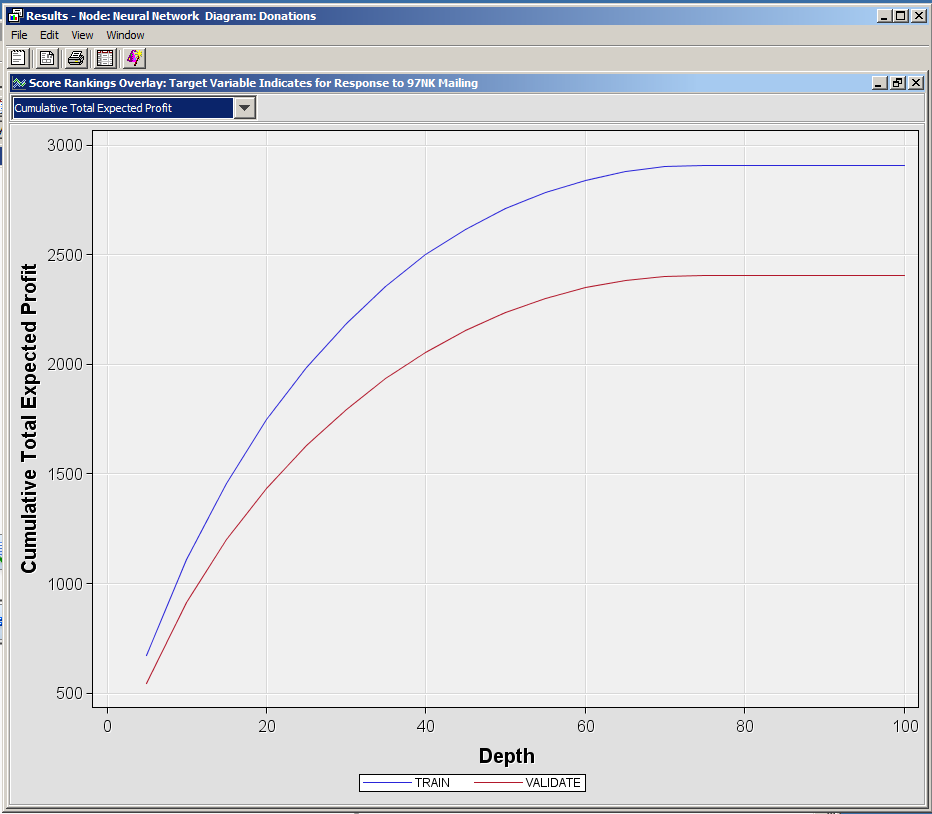 Results - Node: Neural Network Diagram: Donations
File Edit View Window
Score Rankings Overlay: Target Variable Indicates for Response to 97NK Mailing
Cumulative Total Expected Profit
Cumulative Total Expected Profit
3000
2500
2000
1500
1000
500
0 20 40 60 80 100
Depth
TRAIN VALIDATE